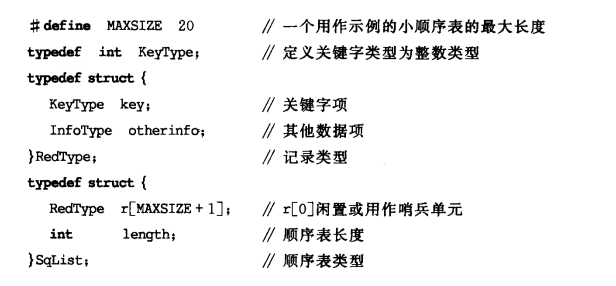 #define MAXSIZE 20 // 一个用作示例的小顺序表的最大长度
typedef int KeyType; // 定义关键字类型为整数类型
typedef struct {
KeyType key; // 关键字项
InfoType otherinfo; // 其他数据项
}RedType; // 记录类型
typedef struct {
RedType r[MAXSIZE+1]; // r[0]闲置或用作哨兵单元
int length; // 顺序表长度
}SqList; // 顺序表类型